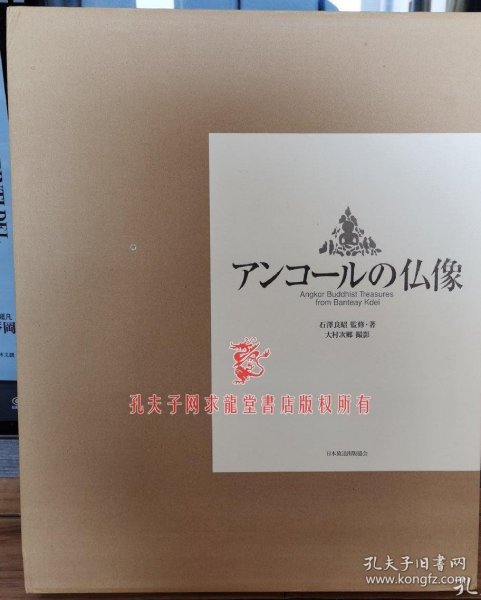 アンコールの仏像
Angkor Buddhist Treasures
from Banteay Kdei
石澤良昭 監修・著
大村次郷 撮影
孔夫子网求龍堂書店版权所有
日本放送出版協会
孔夫子旧书网
www.kongfz.com
孔